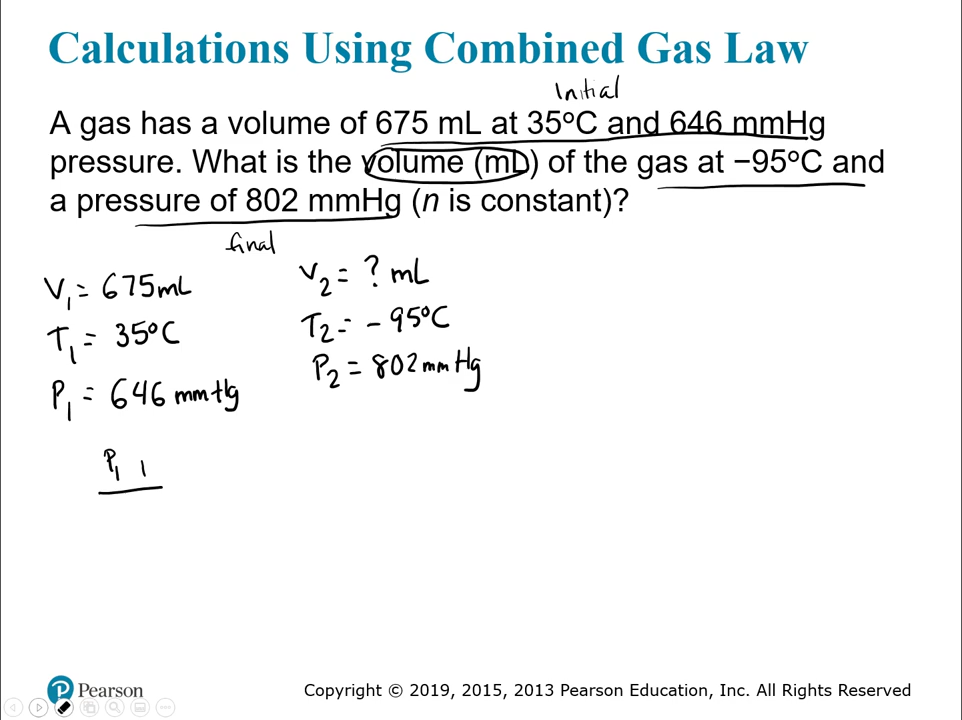 Calculations Using Combined Gas Law
Initial
A gas has a volume of 675 mL at 35°C and 646 mmHg
pressure. What is the volume (mL) of the gas at −95°C and
a pressure of 802 mmHg (n is constant)?
final
V₁ = 675 mL
T₁ = 35°C
P₁ = 646 mmHg
V₂ = ? mL
T₂ = - 95°C
P₂ = 802 mmHg
P₁
Pearson
Copyright © 2019, 2015, 2013 Pearson Education, Inc. All Rights Reserved